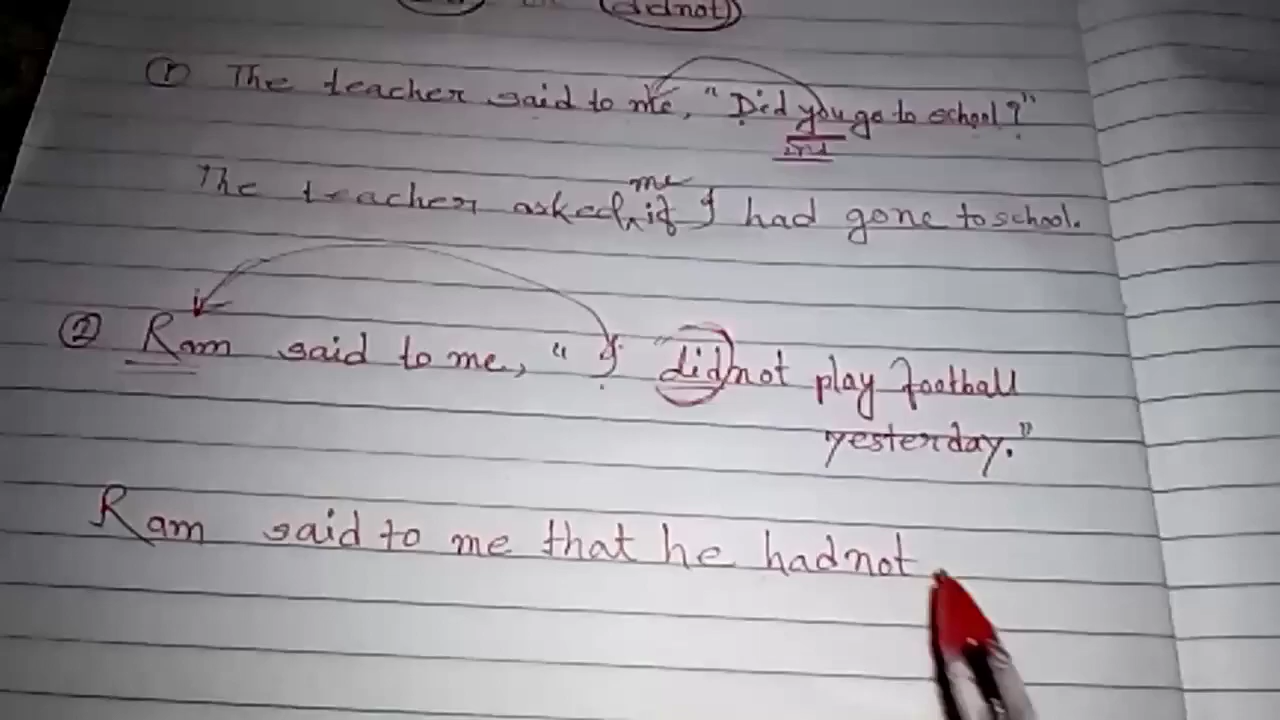 (didnot)
① The teacher said to me, "Did you go to school?"
2nd
me
The teacher asked, if I had gone to school.
② Ram said to me, "I didnot play football
yesterday."
Ram said to me that he hadnot